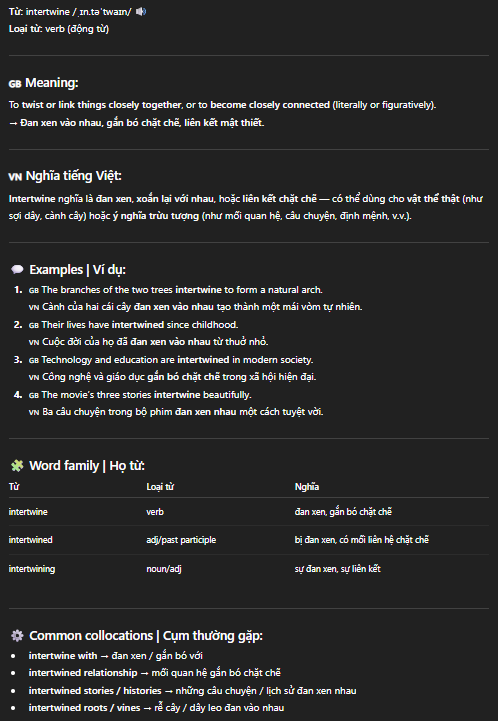 Từ: intertwine /ˌɪn.təˈtwaɪn/ 🔊
Loại từ: verb (động từ)
GB Meaning:
To twist or link things closely together, or to become closely connected (literally or figuratively).
→ Đan xen vào nhau, gắn bó chặt chẽ, liên kết mật thiết.
VN Nghĩa tiếng Việt:
Intertwine nghĩa là đan xen, xoắn lại với nhau, hoặc liên kết chặt chẽ — có thể dùng cho vật thể thật (như
sợi dây, cành cây) hoặc ý nghĩa trừu tượng (như mối quan hệ, câu chuyện, định mệnh, v.v.).
💬 Examples | Ví dụ:
1. GB The branches of the two trees intertwine to form a natural arch.
VN Cành của hai cái cây đan xen vào nhau tạo thành một mái vòm tự nhiên.
2. GB Their lives have intertwined since childhood.
VN Cuộc đời của họ đã đan xen vào nhau từ thuở nhỏ.
3. GB Technology and education are intertwined in modern society.
VN Công nghệ và giáo dục gắn bó chặt chẽ trong xã hội hiện đại.
4. GB The movie's three stories intertwine beautifully.
VN Ba câu chuyện trong bộ phim đan xen nhau một cách tuyệt vời.
🧩 Word family | Họ từ:
Từ Loại từ Nghĩa
intertwine verb đan xen, gắn bó chặt chẽ
intertwined adj/past participle bị đan xen, có mối liên hệ chặt chẽ
intertwining noun/adj sự đan xen, sự liên kết
⚙️ Common collocations | Cụm thường gặp:
• intertwine with → đan xen / gắn bó với
• intertwined relationship → mối quan hệ gắn bó chặt chẽ
• intertwined stories / histories → những câu chuyện / lịch sử đan xen nhau
• intertwined roots / vines → rễ cây / dây leo đan vào nhau